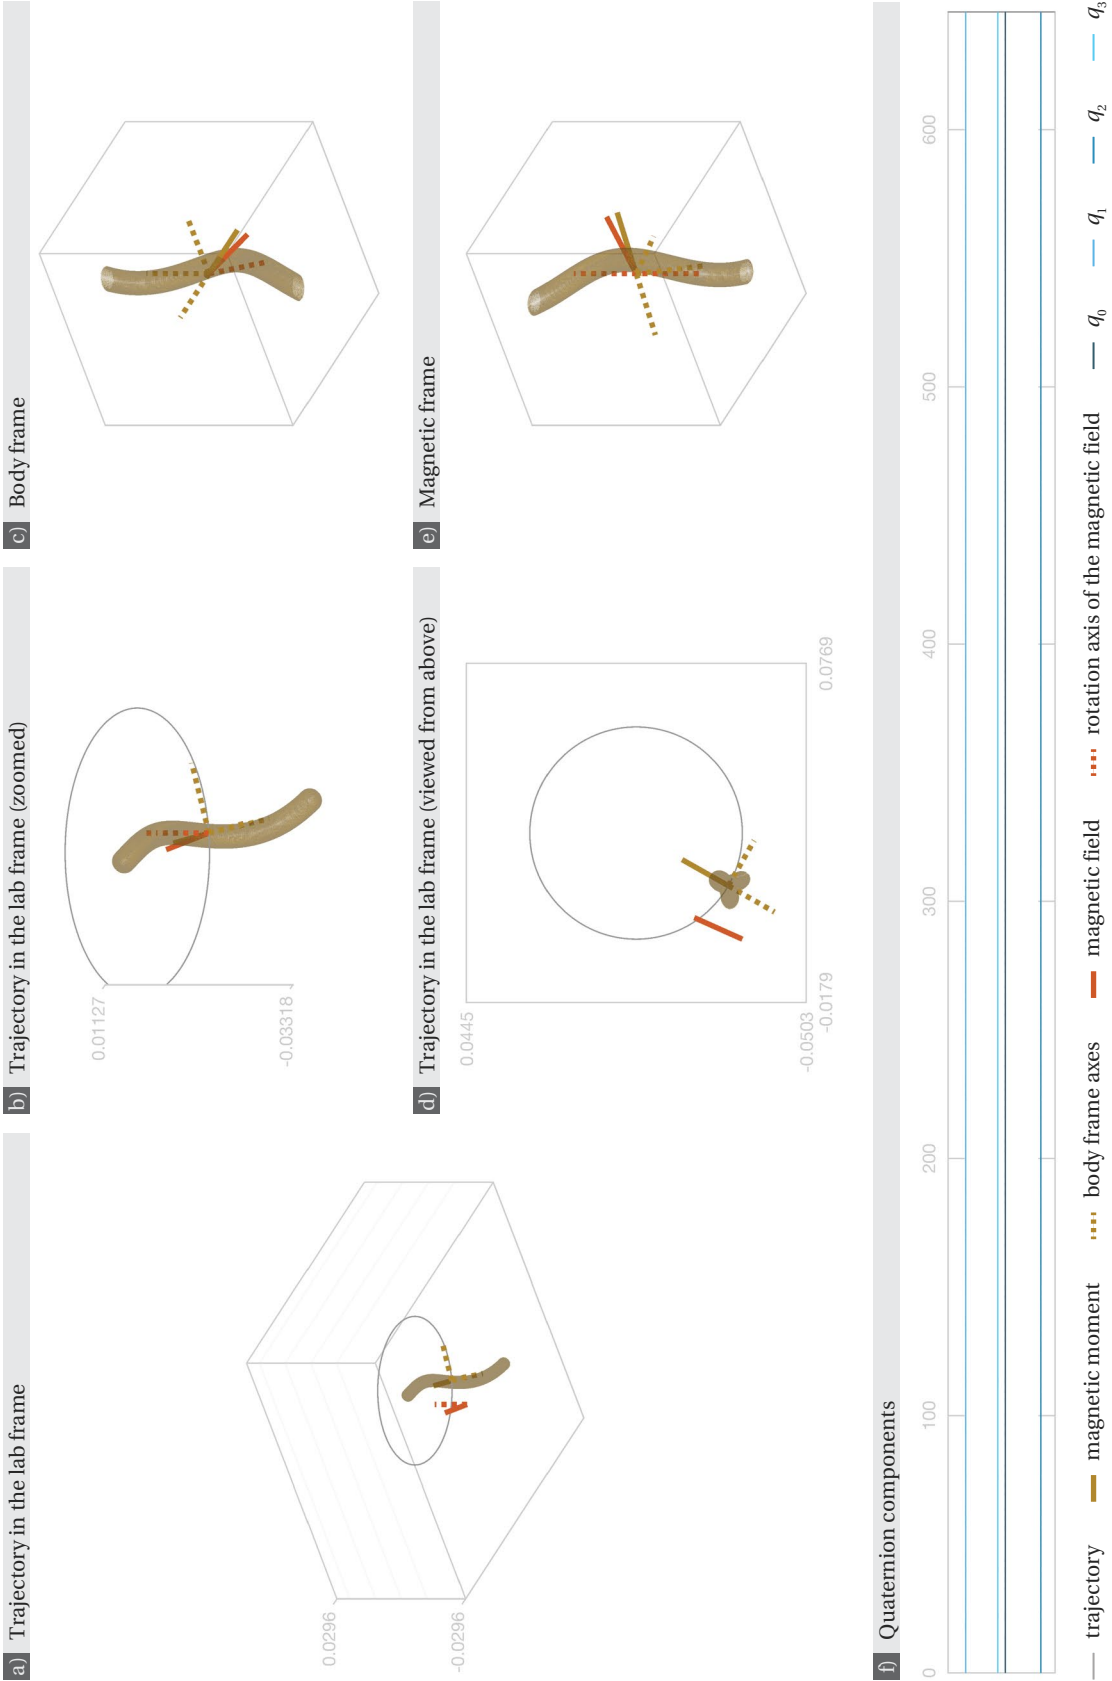 a) Trajectory in the lab frame
0.0296
-0.0296
b) Trajectory in the lab frame (zoomed)
0.01127
-0.03318
c) Body frame
d) Trajectory in the lab frame (viewed from above)
0.0445
-0.0503
-0.0179
0.0769
e) Magnetic frame
f) Quaternion components
0 100 200 300 400 500 600
trajectory magnetic moment body frame axes magnetic field rotation axis of the magnetic field q₀ q₁ q₂ q₃